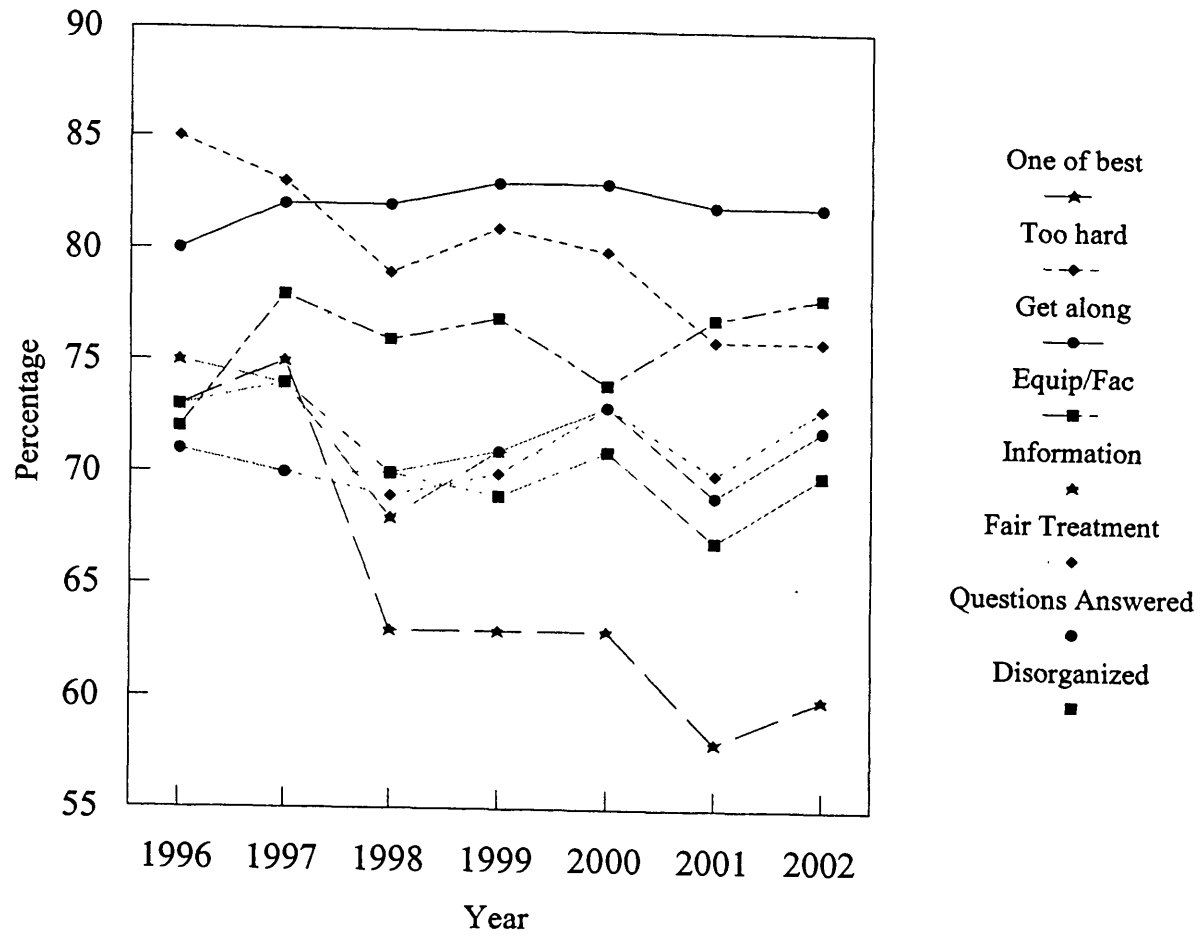 90
85
80
75
70
65
60
55
Percentage
1996 1997 1998 1999 2000 2001 2002
Year
One of best
Too hard
Get along
Equip/Fac
Information
Fair Treatment
Questions Answered
Disorganized